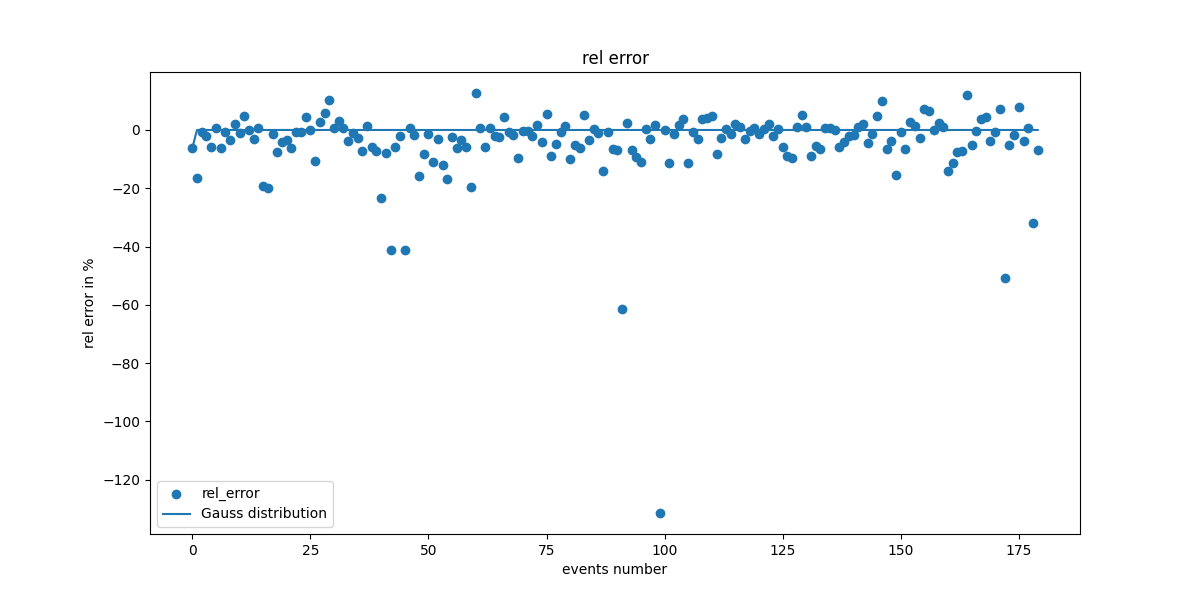 rel error
rel error in %
0
−20
−40
−60
−80
−100
−120
rel_error
Gauss distribution
0 25 50 75 100 125 150 175
events number